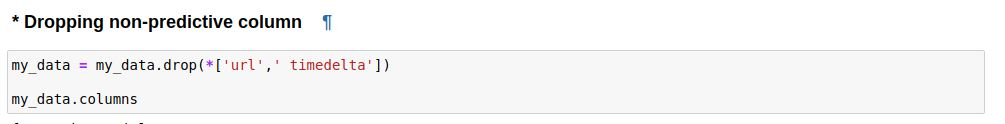 * Dropping non-predictive column ¶
my_data = my_data.drop(*['url',' timedelta'])
my_data.columns